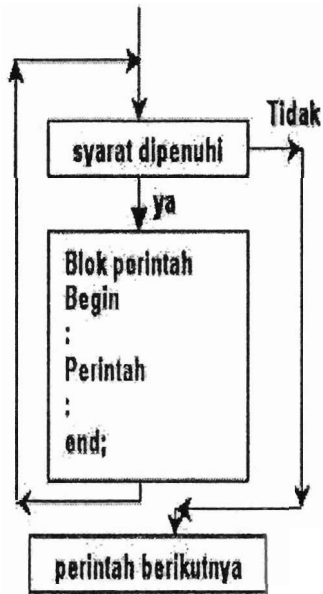 Tidak
syarat dipenuhi
ya
Blok perintah
Begin
:
Perintah
:
end;
perintah berikutnya